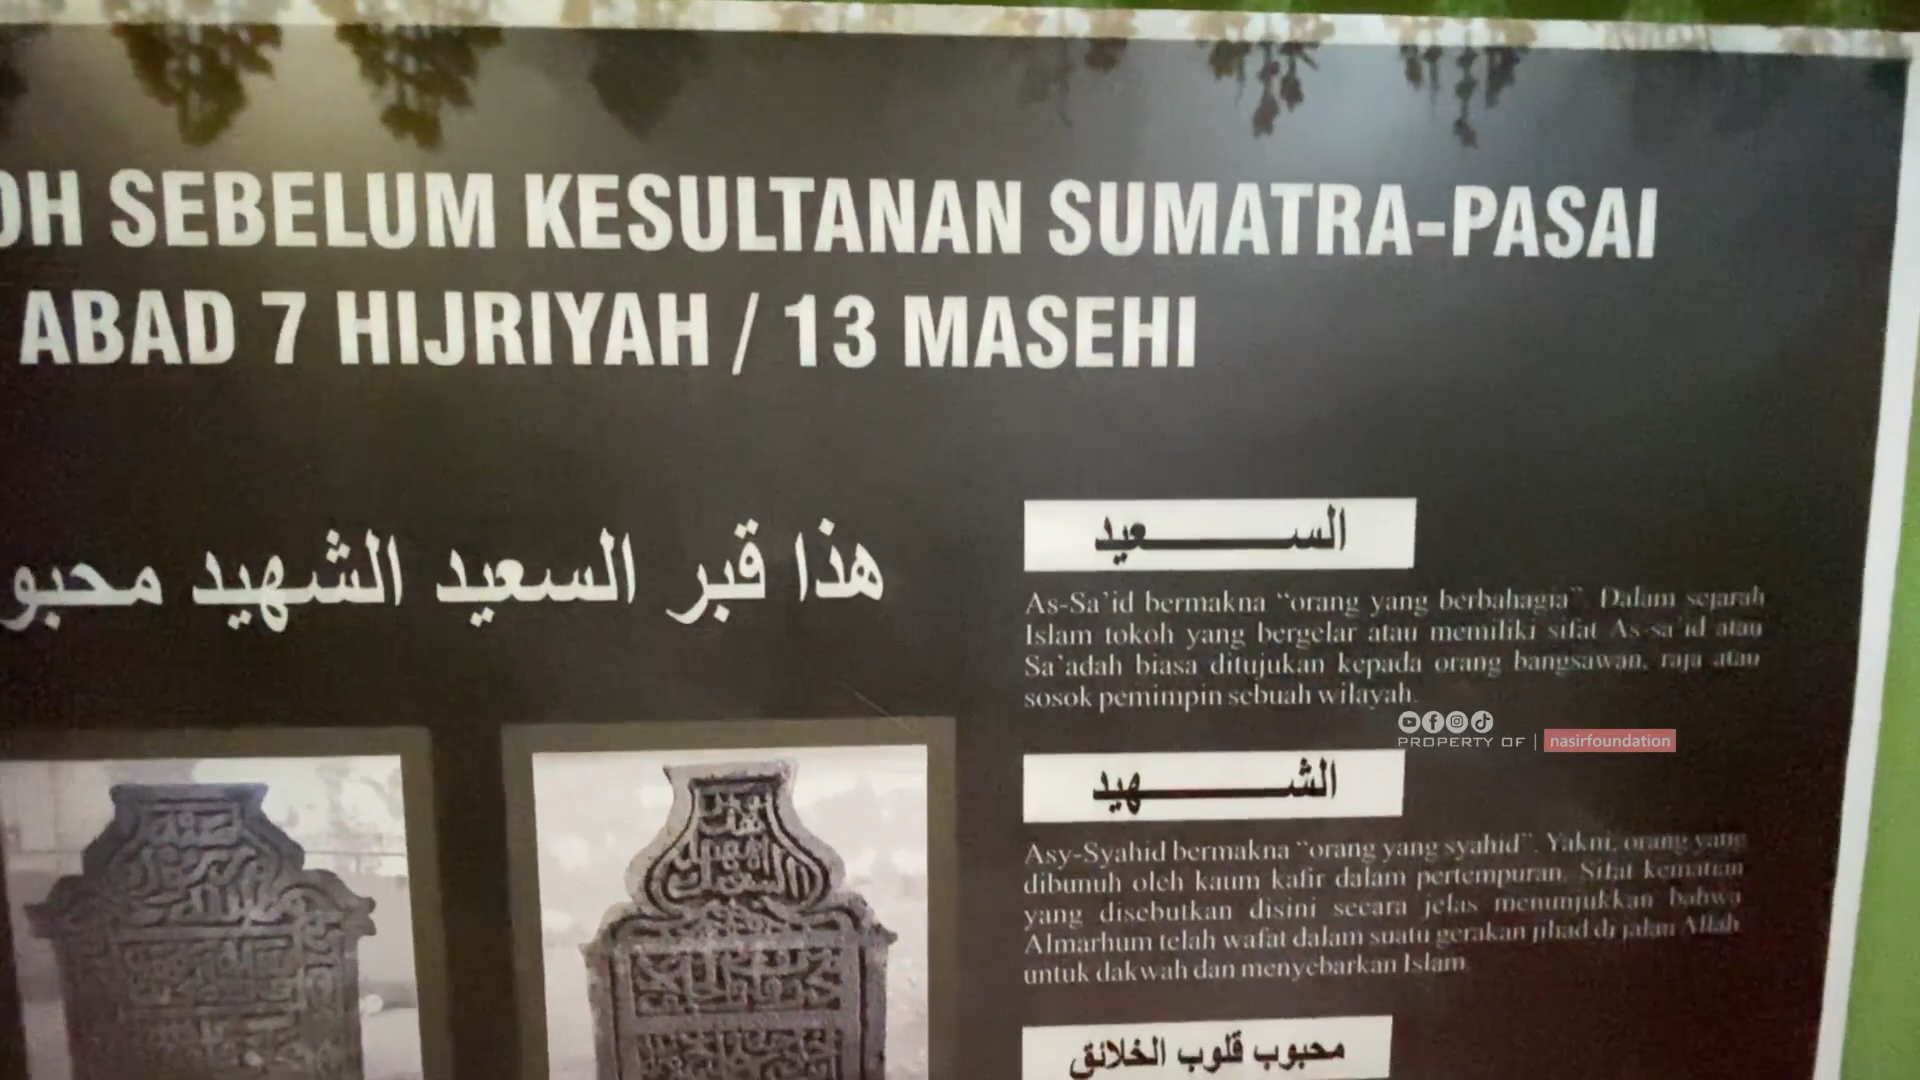 OH SEBELUM KESULTANAN SUMATRA-PASAI
ABAD 7 HIJRIYAH / 13 MASEHI
هذا قبر السعيد الشهيد محبو
السعيد
As-Sa'id bermakna "orang yang berbahagia". Dalam sejarah
Islam tokoh yang bergelar atau memiliki sifat As-sa'id atau
Sa'adah biasa ditujukan kepada orang bangsawan, raja atau
sosok pemimpin sebuah wilayah.
PROPERTY OF | nasirfoundation
الشهيد
Asy-Syahid bermakna "orang yang syahid". Yakni, orang yang
dibunuh oleh kaum kafir dalam pertempuran. Sifat kematian
yang disebutkan disini secara jelas menunjukkan bahwa
Almarhum telah wafat dalam suatu gerakan jihad di jalan Allah
untuk dakwah dan menyebarkan Islam.
محبوب قلوب الخلائق